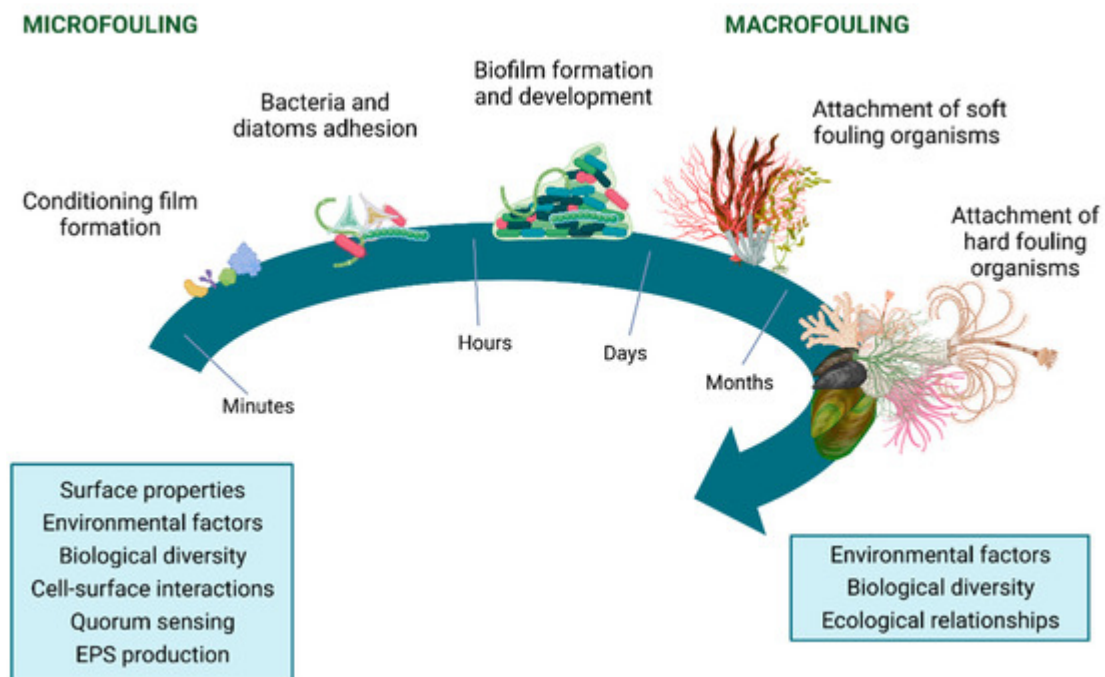 MICROFOULING
MACROFOULING
Biofilm formation
and development
Bacteria and
diatoms adhesion
Attachment of soft
fouling organisms
Conditioning film
formation
Attachment of
hard fouling
organisms
Hours
Days
Months
Minutes
Surface properties
Environmental factors
Biological diversity
Cell-surface interactions
Quorum sensing
EPS production
Environmental factors
Biological diversity
Ecological relationships